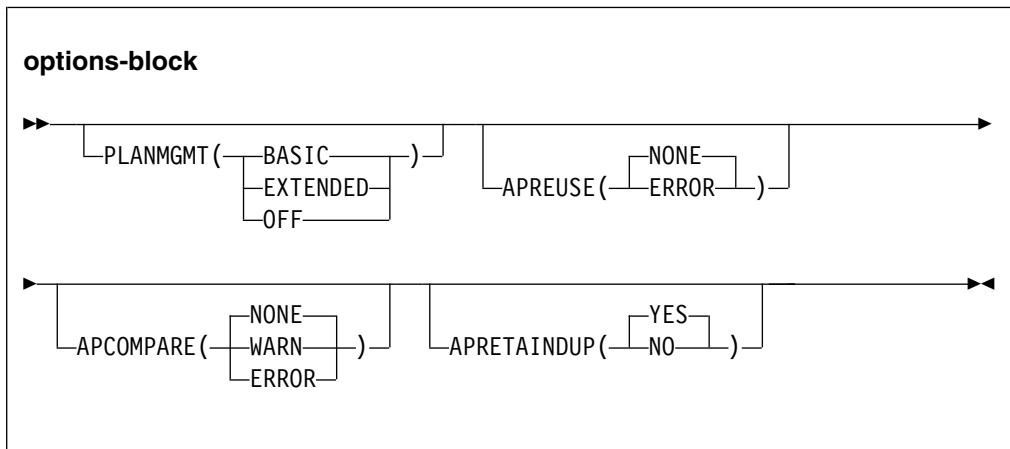 options-block
PLANMGMT( BASIC )
EXTENDED
OFF
NONE
APREUSE( ERROR )
NONE
APCOMPARE( WARN )
ERROR
YES
APRETAINDUP( NO )